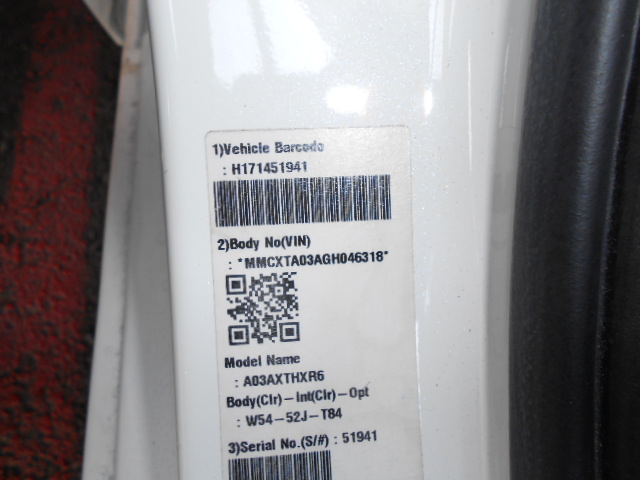 1)Vehicle Barcode
: H171451941
2)Body No(VIN)
: *MMCXTA03AGH046318*
Model Name
: A03AXTHXR6
Body(Clr)-Int(Clr)-Opt
: W54-52J-T84
3)Serial No.(S/#) : 51941